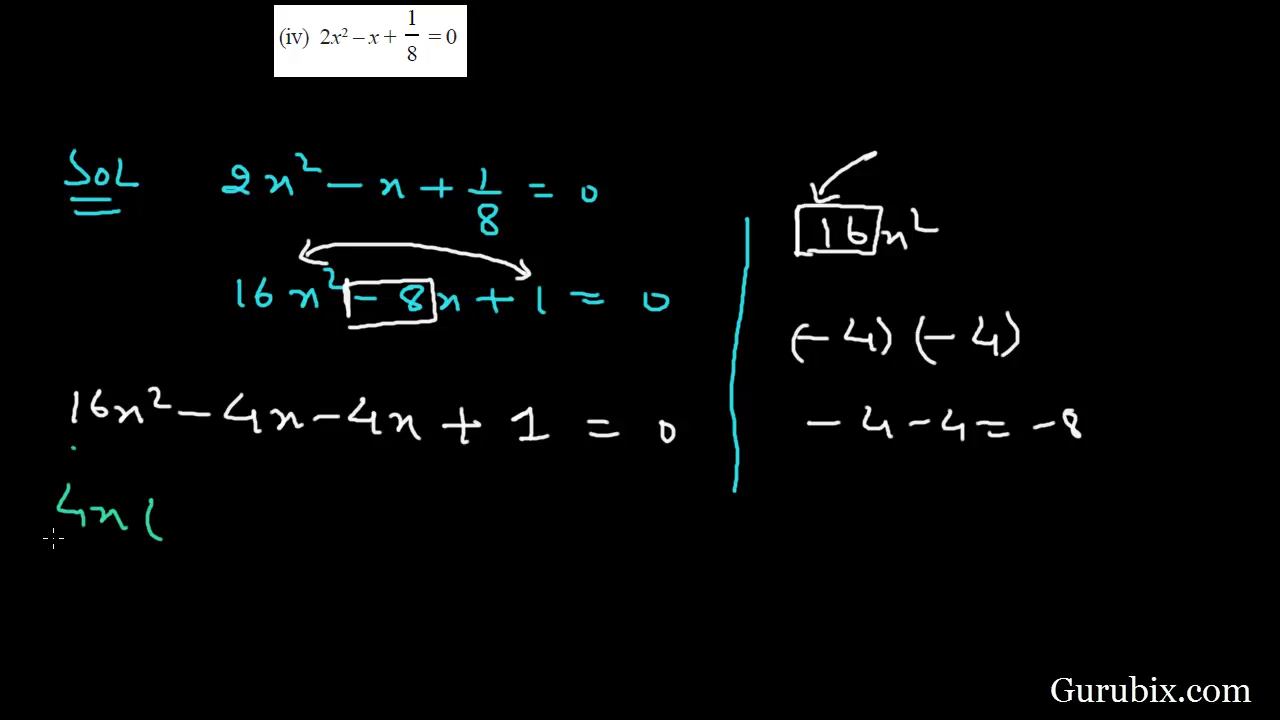 (iv) 2x² – x + 1/8 = 0
SOL 2x² – x + 1/8 = 0
16x² – 8x + 1 = 0
16x² – 4x – 4x + 1 = 0
4x (
16x²
(– 4) (– 4)
– 4 – 4 = – 8
Gurubix.com